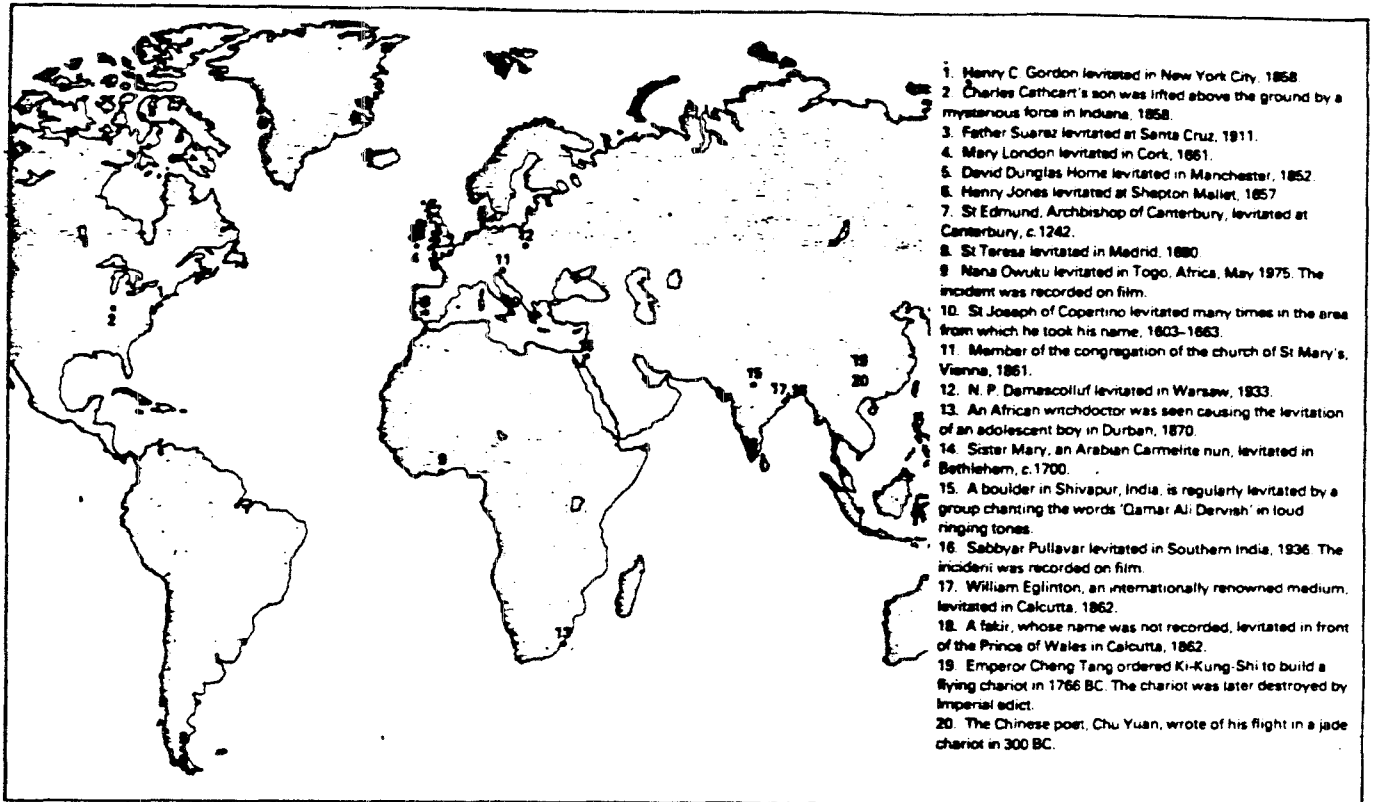 1. Henry C. Gordon levitated in New York City, 1858
2. Charles Cathcart's son was lifted above the ground by a
mysterious force in Indiana, 1858.
3. Father Suarez levitated at Santa Cruz, 1911.
4. Mary London levitated in Cork, 1661.
5. David Dunglas Home levitated in Manchester, 1852.
6. Henry Jones levitated at Shepton Mallet, 1657
7. St Edmund, Archbishop of Canterbury, levitated at
Canterbury, c.1242.
8. St Teresa levitated in Madrid, 1680.
9 Nana Owuku levitated in Togo, Africa, May 1975. The
incident was recorded on film.
10. St Joseph of Copertino levitated many times in the area
from which he took his name, 1603–1663.
11. Member of the congregation of the church of St Mary's,
Vienna, 1861.
12. N. P. Damascolluf levitated in Warsaw, 1933.
13. An African witchdoctor was seen causing the levitation
of an adolescent boy in Durban, 1870.
14. Sister Mary, an Arabian Carmelite nun, levitated in
Bethlehem, c.1700.
15. A boulder in Shivapur, India, is regularly levitated by a
group chanting the words 'Qamar Ali Dervish' in loud
ringing tones.
16. Sabbyar Pullavar levitated in Southern India, 1936. The
incident was recorded on film.
17. William Eglinton, an internationally renowned medium,
levitated in Calcutta, 1862.
18. A fakir, whose name was not recorded, levitated in front
of the Prince of Wales in Calcutta, 1862.
19. Emperor Cheng Tang ordered Ki-Kung-Shi to build a
flying chariot in 1766 BC. The chariot was later destroyed by
Imperial edict.
20. The Chinese poet, Chu Yuan, wrote of his flight in a jade
chariot in 300 BC.
2
12
11
9
13
15
17
19
20